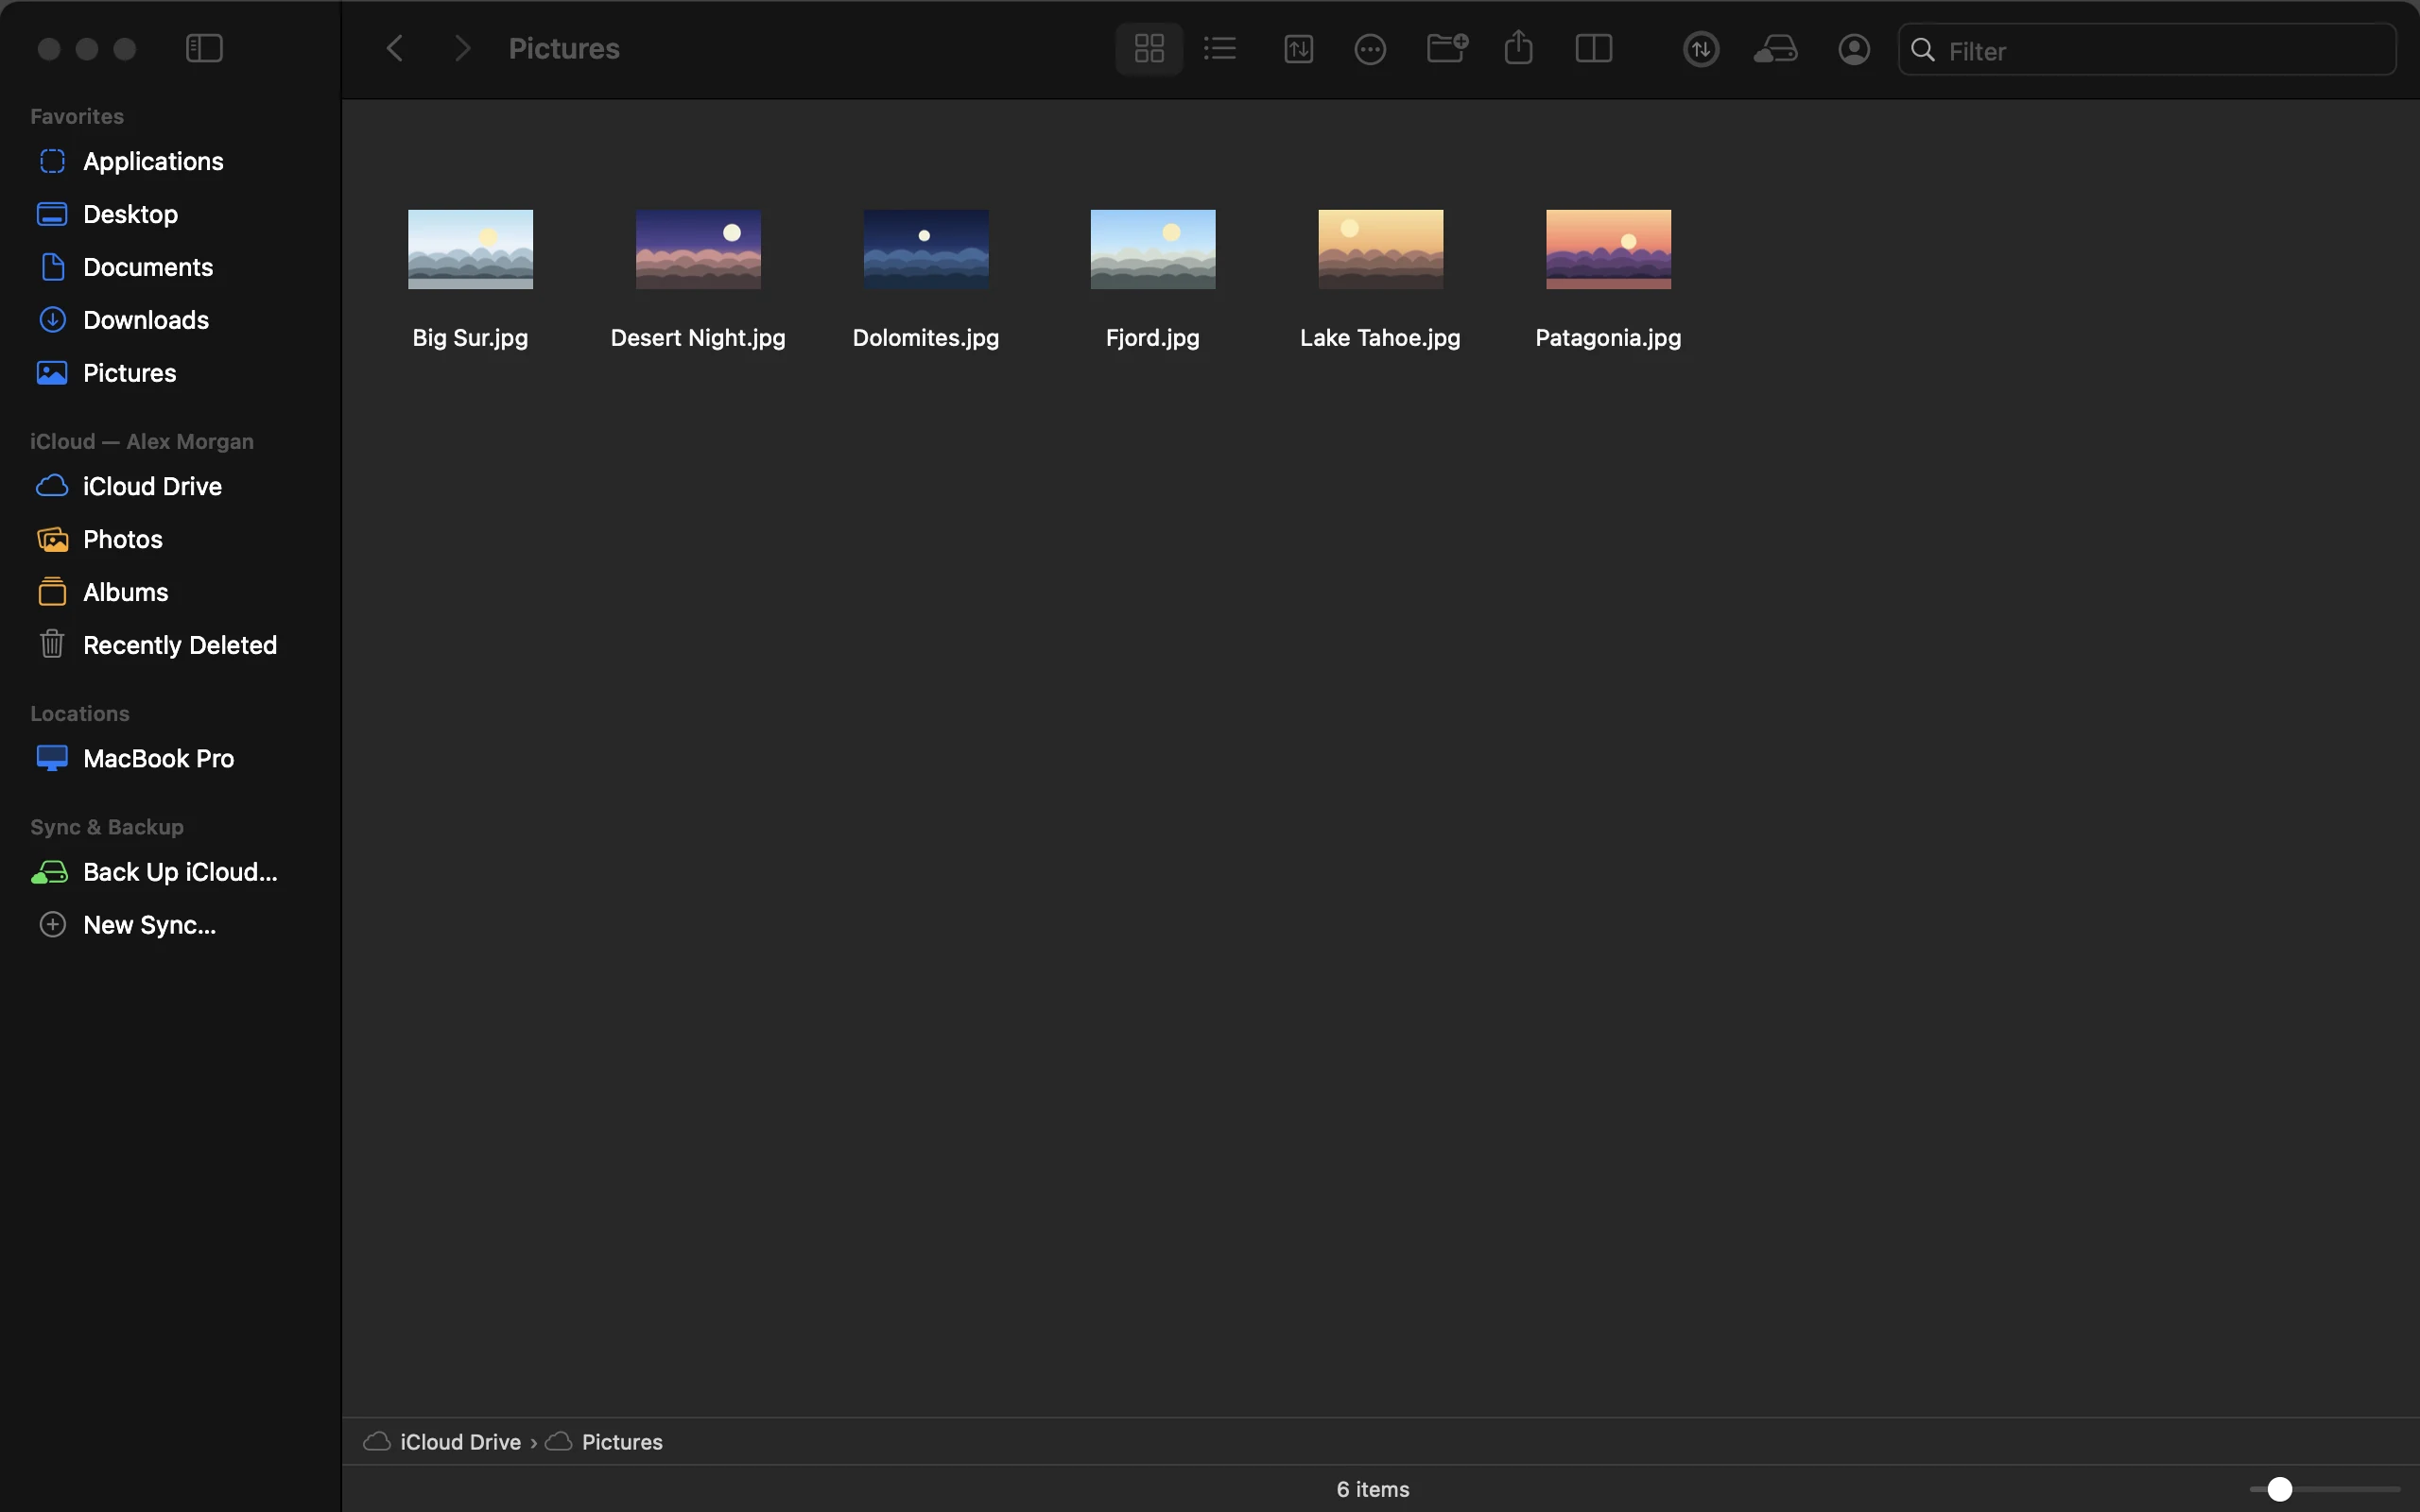 Pictures
Filter
Favorites
Applications
Desktop
Documents
Downloads
Pictures
iCloud — Alex Morgan
iCloud Drive
Photos
Albums
Recently Deleted
Locations
MacBook Pro
Sync & Backup
Back Up iCloud...
New Sync...
Big Sur.jpg
Desert Night.jpg
Dolomites.jpg
Fjord.jpg
Lake Tahoe.jpg
Patagonia.jpg
iCloud Drive › Pictures
6 items